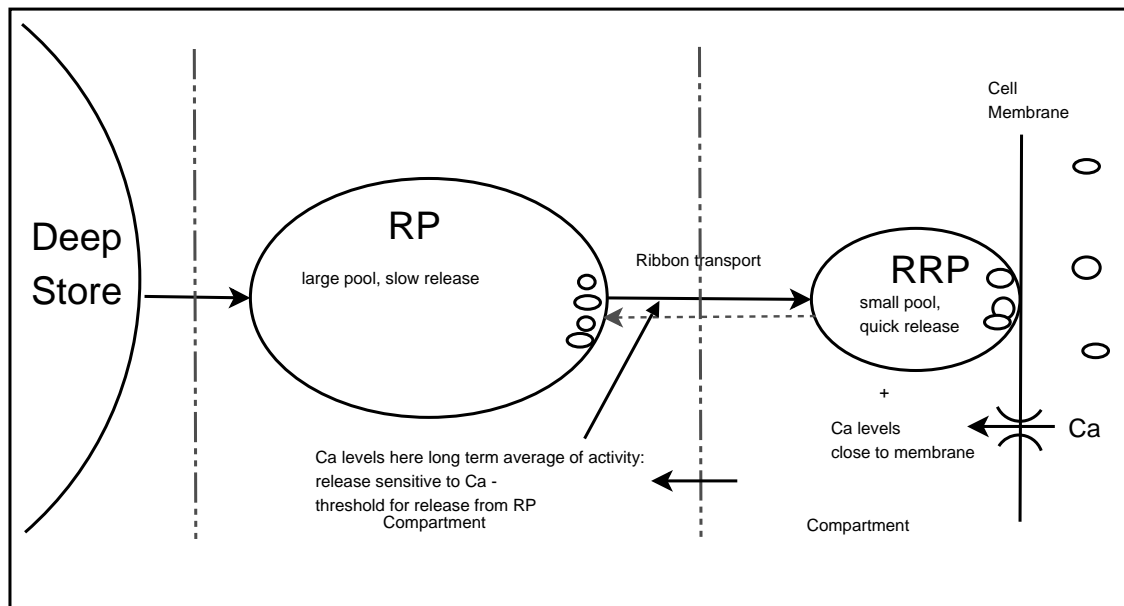 Cell
Membrane
Deep
Store
RP
large pool, slow release
Ribbon transport
RRP
small pool,
quick release
+
Ca levels
close to membrane
Ca
Ca levels here long term average of activity:
release sensitive to Ca -
threshold for release from RP
Compartment
Compartment